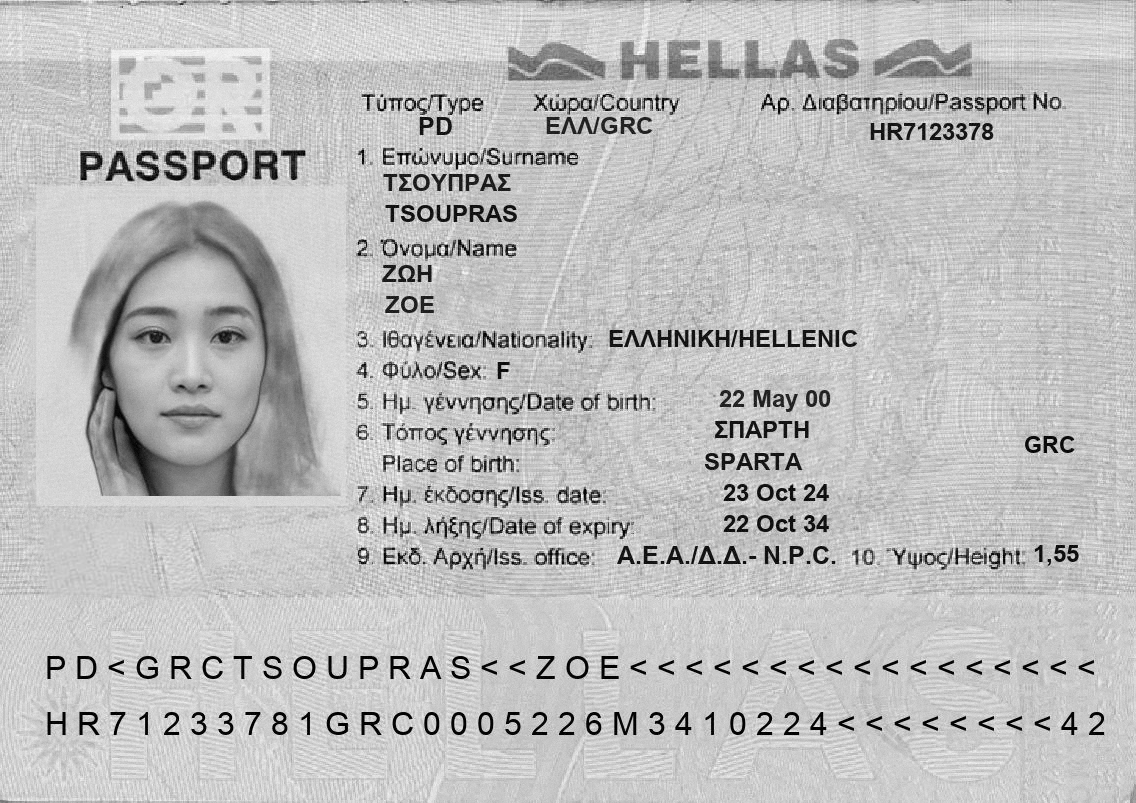 HELLAS
GR
PASSPORT
Τύπος/Type Χώρα/Country Αρ. Διαβατηρίου/Passport No.
PD ΕΛΛ/GRC HR7123378
1. Επώνυμο/Surname
ΤΣΟΥΠΡΑΣ
TSOUPRAS
2. Όνομα/Name
ΖΩΗ
ZOE
3. Ιθαγένεια/Nationality: ΕΛΛΗΝΙΚΗ/HELLENIC
4. Φύλο/Sex: F
5. Ημ. γέννησης/Date of birth: 22 May 00
6. Τόπος γέννησης: ΣΠΑΡΤΗ
Place of birth: SPARTA GRC
7. Ημ. έκδοσης/Iss. date: 23 Oct 24
8. Ημ. λήξης/Date of expiry: 22 Oct 34
9 Εκδ. Αρχή/Iss. office: Α.Ε.Α./Δ.Δ.- N.P.C. 10. Ύψος/Height: 1,55
HELLAS
PD<GRCTSOUPRAS<<ZOE<<<<<<<<<<<<<<<<<
HR71233781GRC0005226M3410224<<<<<<<<42